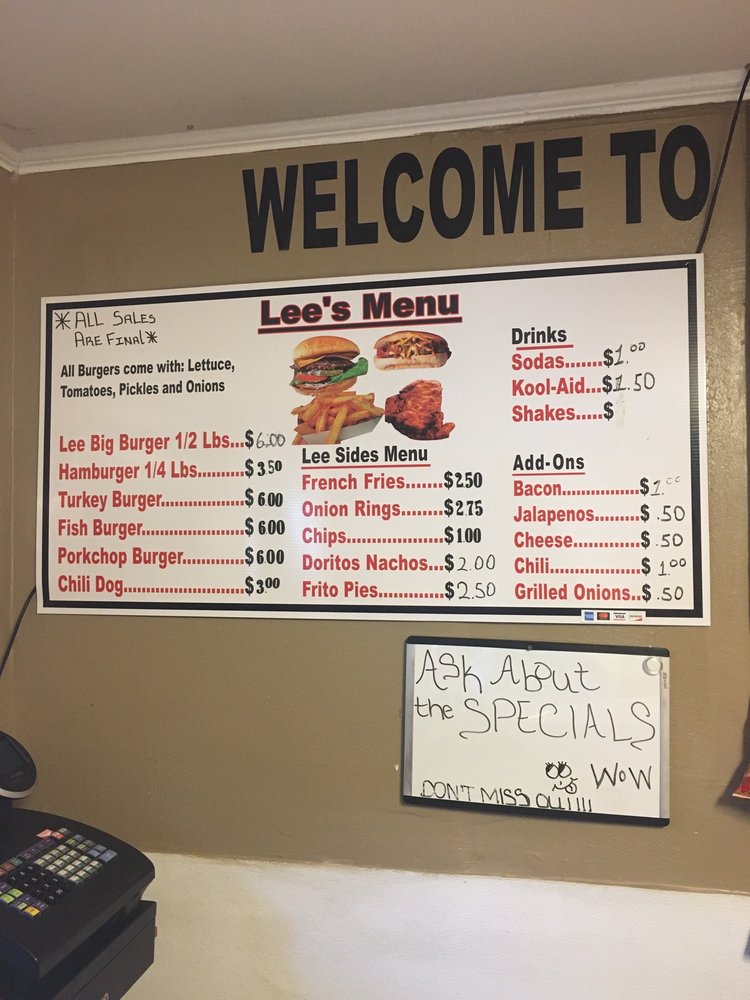 WELCOME TO
*ALL SALES
ARE FINAL*
Lee's Menu
All Burgers come with: Lettuce,
Tomatoes, Pickles and Onions
Lee Big Burger 1/2 Lbs...$6.00
Hamburger 1/4 Lbs..........$3.50
Turkey Burger..................$6.00
Fish Burger.......................$6.00
Porkchop Burger.............$6.00
Chili Dog..........................$3.00
Lee Sides Menu
French Fries.......$2.50
Onion Rings.......$2.75
Chips..................$1.00
Doritos Nachos...$2.00
Frito Pies............$2.50
Drinks
Sodas.......$1.00
Kool-Aid...$1.50
Shakes.....$
Add-Ons
Bacon...............$1.00
Jalapenos.........$.50
Cheese..............$.50
Chili..................$1.00
Grilled Onions..$.50
VISA
ASk About
the SPECIALS
WOW
DON'T MISS OU!!!!